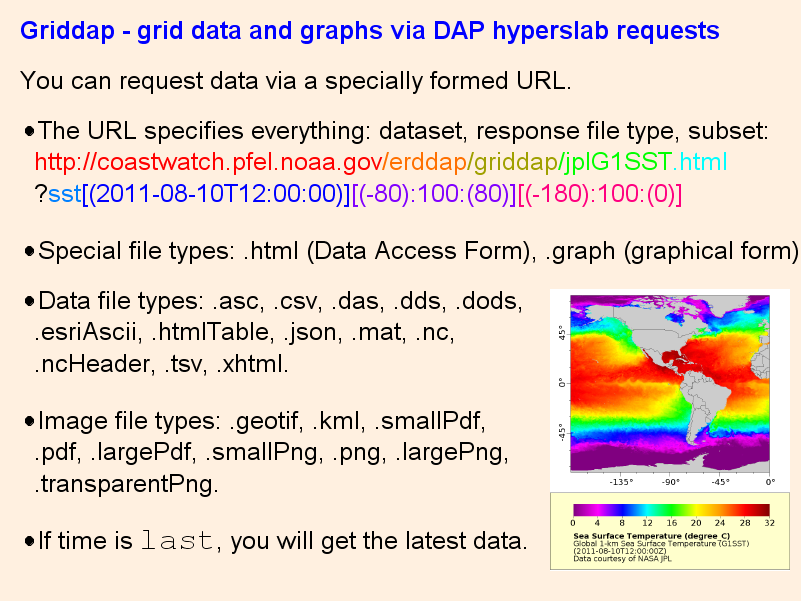 Griddap - grid data and graphs via DAP hyperslab requests
You can request data via a specially formed URL.
•The URL specifies everything: dataset, response file type, subset:
http://coastwatch.pfel.noaa.gov/erddap/griddap/jplG1SST.html
?sst[(2011-08-10T12:00:00)][(-80):100:(80)][(-180):100:(0)]
•Special file types: .html (Data Access Form), .graph (graphical form)
•Data file types: .asc, .csv, .das, .dds, .dods,
.esriAscii, .htmlTable, .json, .mat, .nc,
.ncHeader, .tsv, .xhtml.
•Image file types: .geotif, .kml, .smallPdf,
.pdf, .largePdf, .smallPng, .png, .largePng,
.transparentPng.
•If time is last, you will get the latest data.
45°
0°
-45°
-135° -90° -45° 0°
0 4 8 12 16 20 24 28 32
Sea Surface Temperature (degree_C)
Global 1-km Sea Surface Temperature (G1SST)
(2011-08-10T12:00:00Z)
Data courtesy of NASA JPL